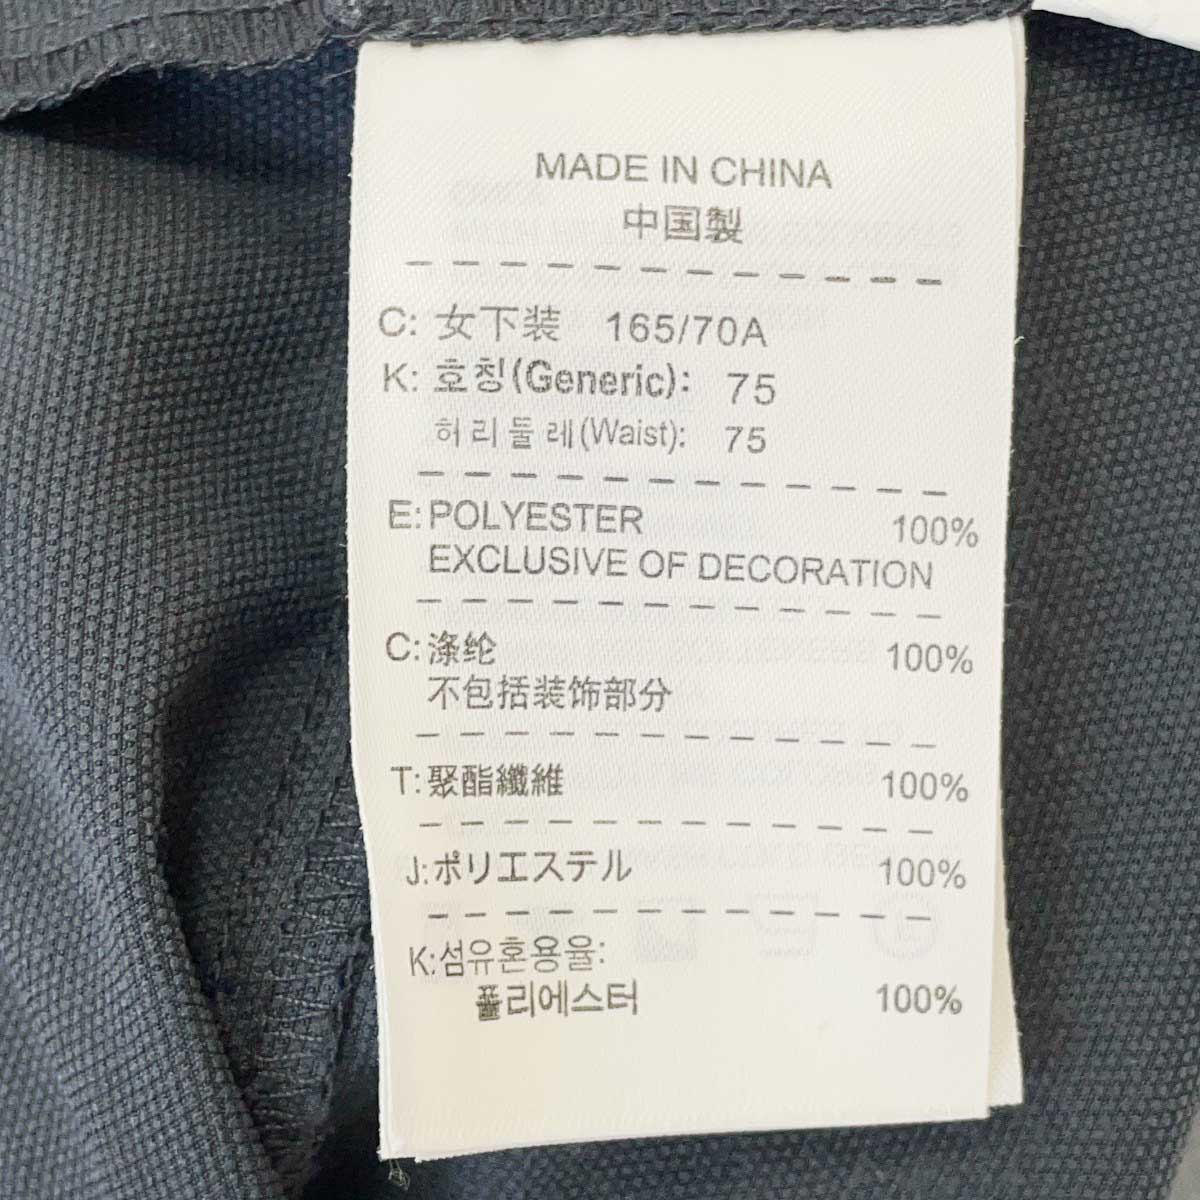 MADE IN CHINA
中国製
C: 女下装 165/70A
K: 호칭(Generic): 75
허리둘레(Waist): 75
E: POLYESTER 100%
EXCLUSIVE OF DECORATION
C: 涤纶 100%
不包括装饰部分
T: 聚酯纖維 100%
J: ポリエステル 100%
K: 섬유혼용율:
폴리에스터 100%